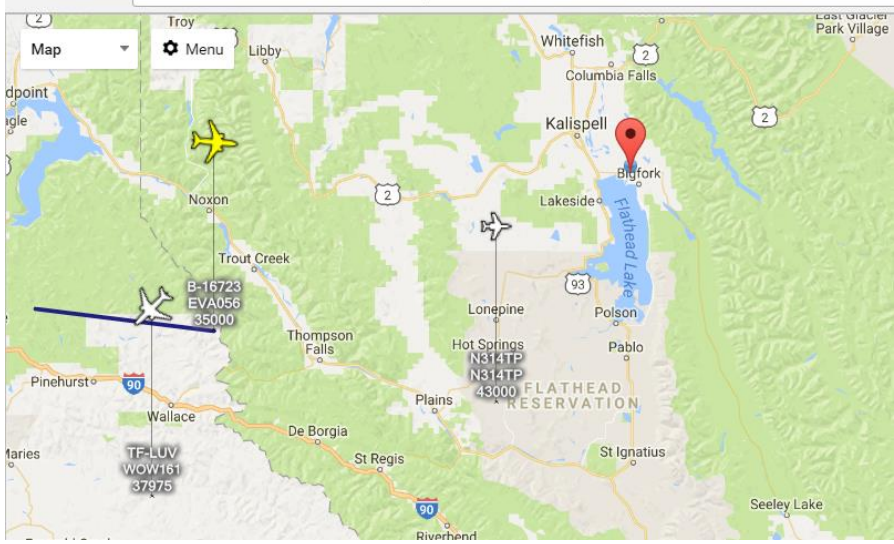 2
Troy
East Glacier
Park Village
Map
Menu
Libby
Whitefish
2
Columbia Falls
dpoint
gle
Kalispell
2
Bigfork
2
Noxon
Lakeside
Flathead Lake
Trout Creek
B-16723
EVA056
35000
93
Lonepine
Polson
Thompson
Falls
Hot Springs
Pablo
N314TP
N314TP
43000
FLATHEAD
RESERVATION
Pinehurst
90
Wallace
Plains
De Borgia
TF-LUV
WOW161
37975
Maries
St Regis
St Ignatius
90
Seeley Lake
Riverbend